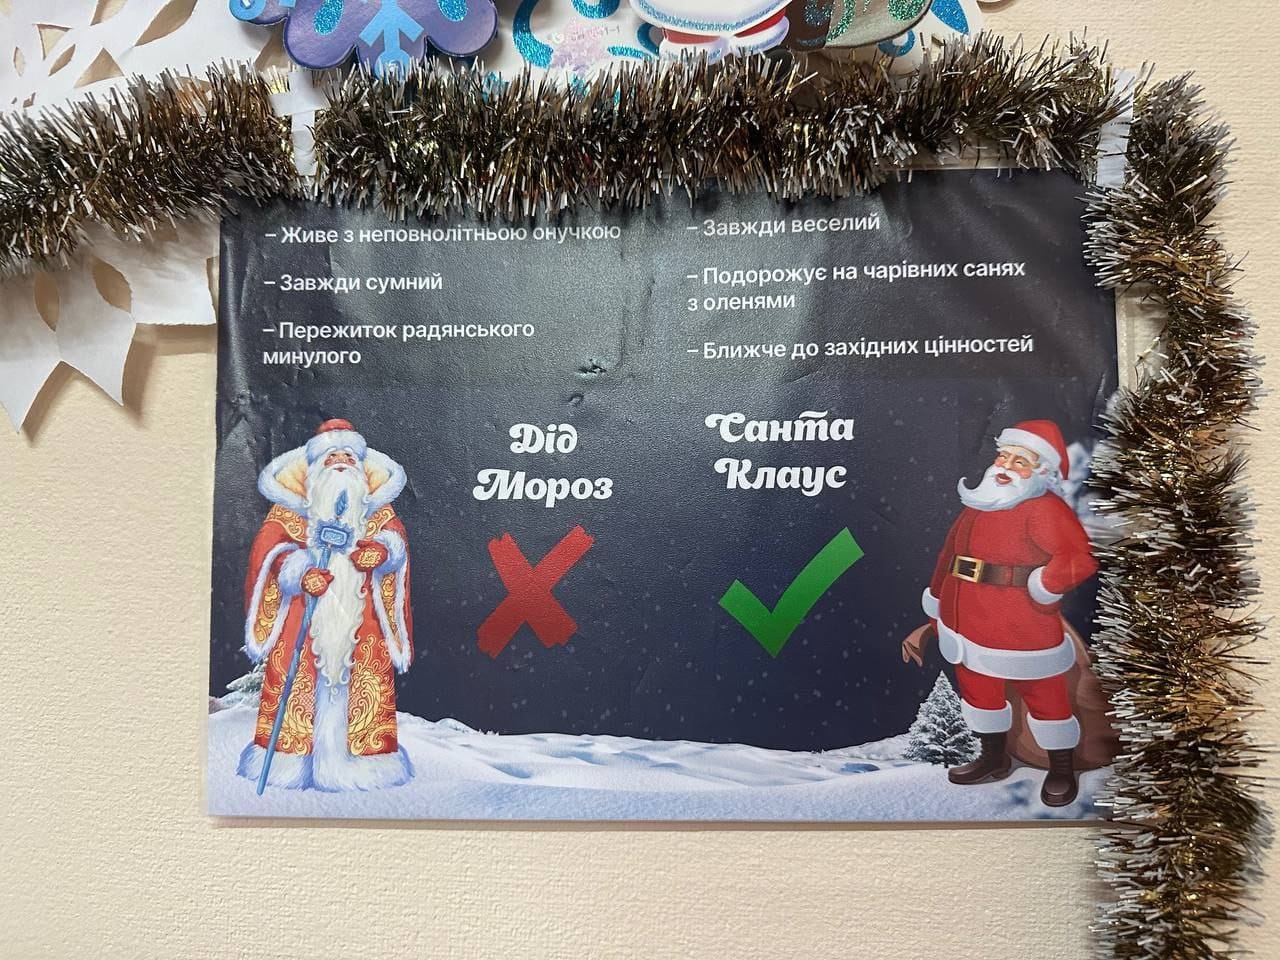 – Живе з неповнолітньою онучкою
– Завжди сумний
– Пережиток радянського
минулого
– Завжди веселий
– Подорожує на чарівних санях
з оленями
– Ближче до західних цінностей
Дід
Мороз
Санта
Клаус